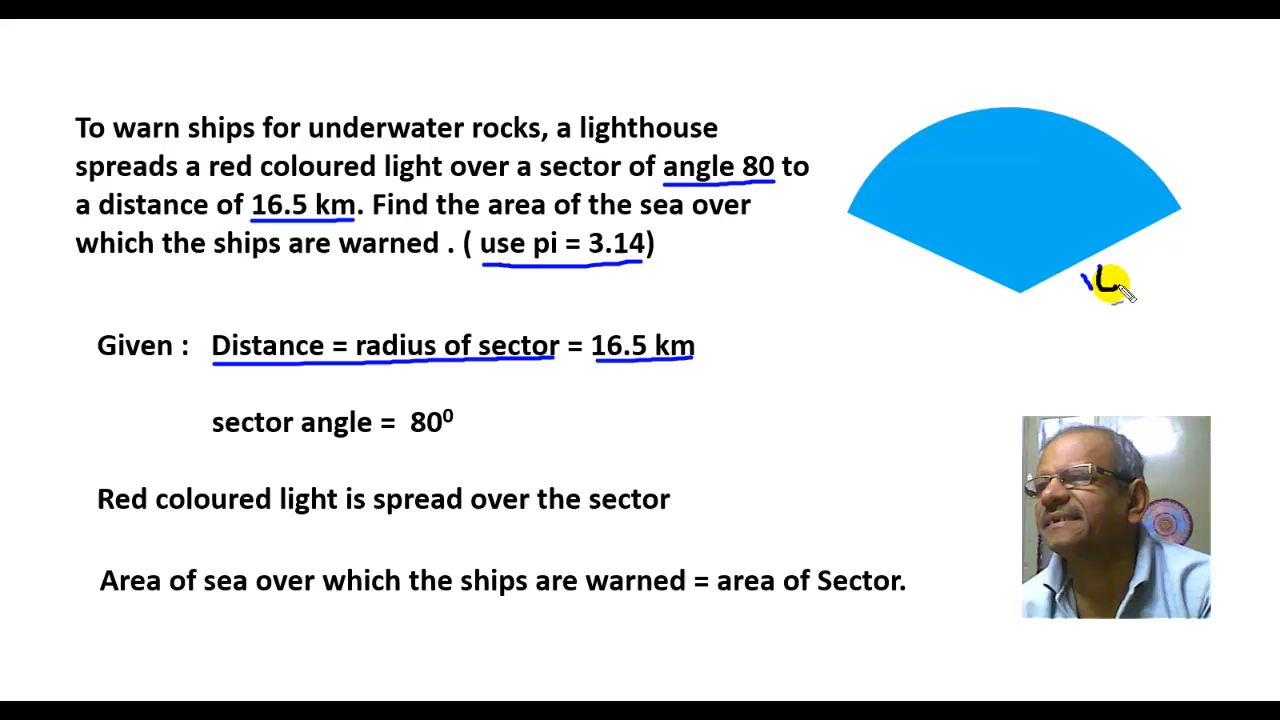 To warn ships for underwater rocks, a lighthouse
spreads a red coloured light over a sector of angle 80 to
a distance of 16.5 km. Find the area of the sea over
which the ships are warned . ( use pi = 3.14)
Given : Distance = radius of sector = 16.5 km
sector angle = 80⁰
Red coloured light is spread over the sector
Area of sea over which the ships are warned = area of Sector.